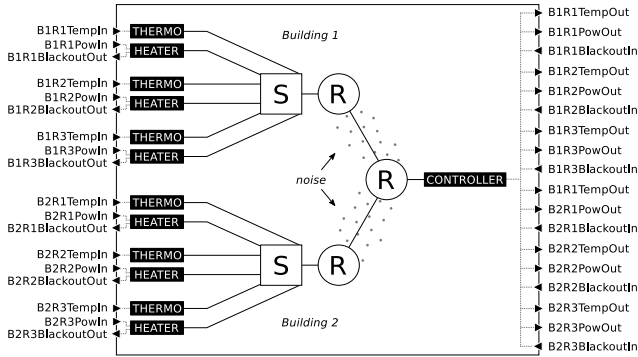 B1R1TempIn
B1R1PowIn
B1R1BlackoutOut
THERMO
HEATER
B1R2TempIn
B1R2PowIn
B1R2BlackoutOut
THERMO
HEATER
B1R3TempIn
B1R3PowIn
B1R3BlackoutOut
THERMO
HEATER
Building 1
S
R
noise
R
CONTROLLER
B2R1TempIn
B2R1PowIn
B2R1BlackoutOut
THERMO
HEATER
B2R2TempIn
B2R2PowIn
B2R2BlackoutOut
THERMO
HEATER
B2R3TempIn
B2R3PowIn
B2R3BlackoutOut
THERMO
HEATER
S
R
Building 2
B1R1TempOut
B1R1PowOut
B1R1BlackoutIn
B1R2TempOut
B1R2PowOut
B1R2BlackoutIn
B1R3TempOut
B1R3PowOut
B1R3BlackoutIn
B1R1TempOut
B2R1PowOut
B2R1BlackoutIn
B2R2TempOut
B2R2PowOut
B2R2BlackoutIn
B2R3TempOut
B2R3PowOut
B2R3BlackoutIn